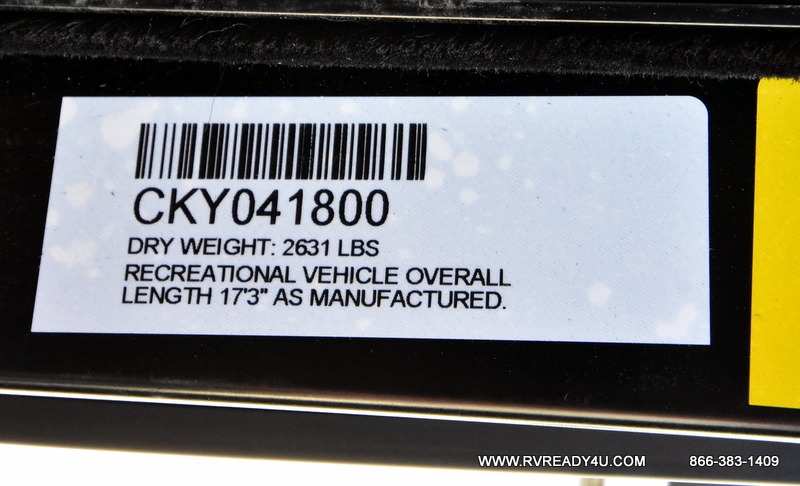 CKY041800
DRY WEIGHT: 2631 LBS
RECREATIONAL VEHICLE OVERALL
LENGTH 17'3" AS MANUFACTURED.
WWW.RVREADY4U.COM 866-383-1409